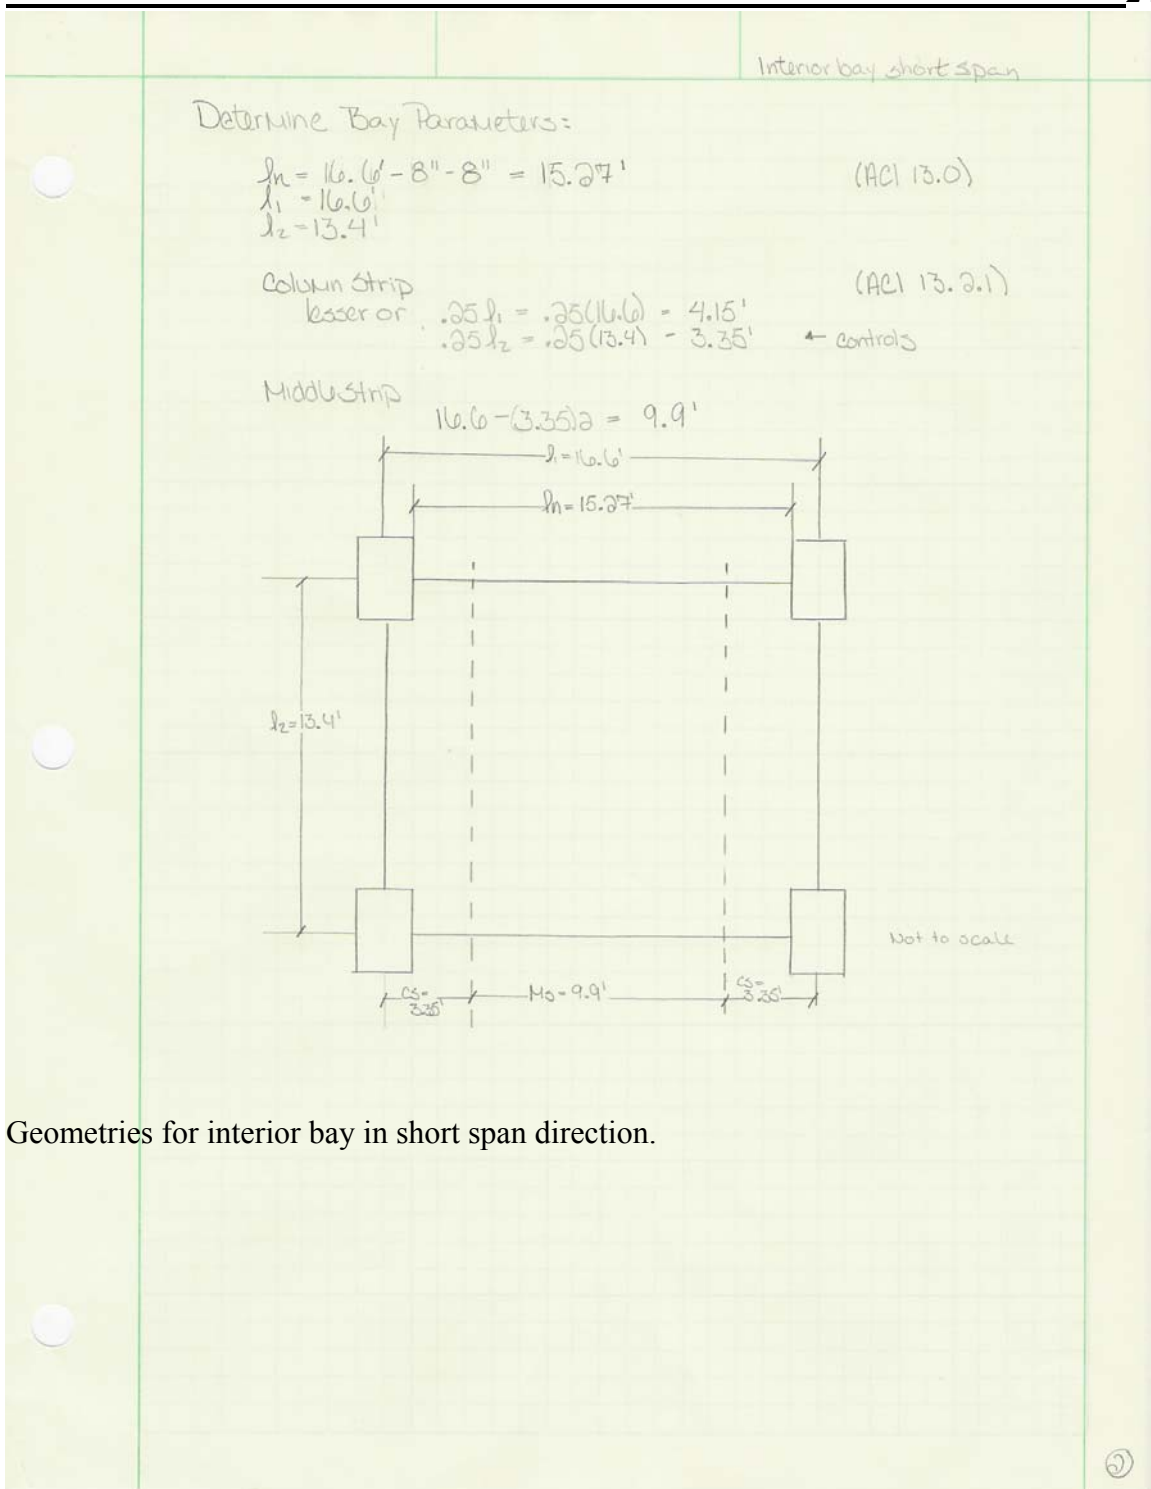 Interior bay short span
Determine Bay Parameters:
ln = 16.6' - 8" - 8" = 15.27' (ACI 13.0)
l1 = 16.6'
l2 = 13.4'
Column Strip (ACI 13.2.1)
lesser or .25 l1 = .25(16.6) = 4.15'
.25 l2 = .25(13.4) = 3.35' ← controls
Middle Strip
16.6 - (3.35)2 = 9.9'
l1 = 16.6'
ln = 15.27'
l2 = 13.4'
Not to scale
CS = 3.35'
MS = 9.9'
CS = 3.35'
Geometries for interior bay in short span direction.